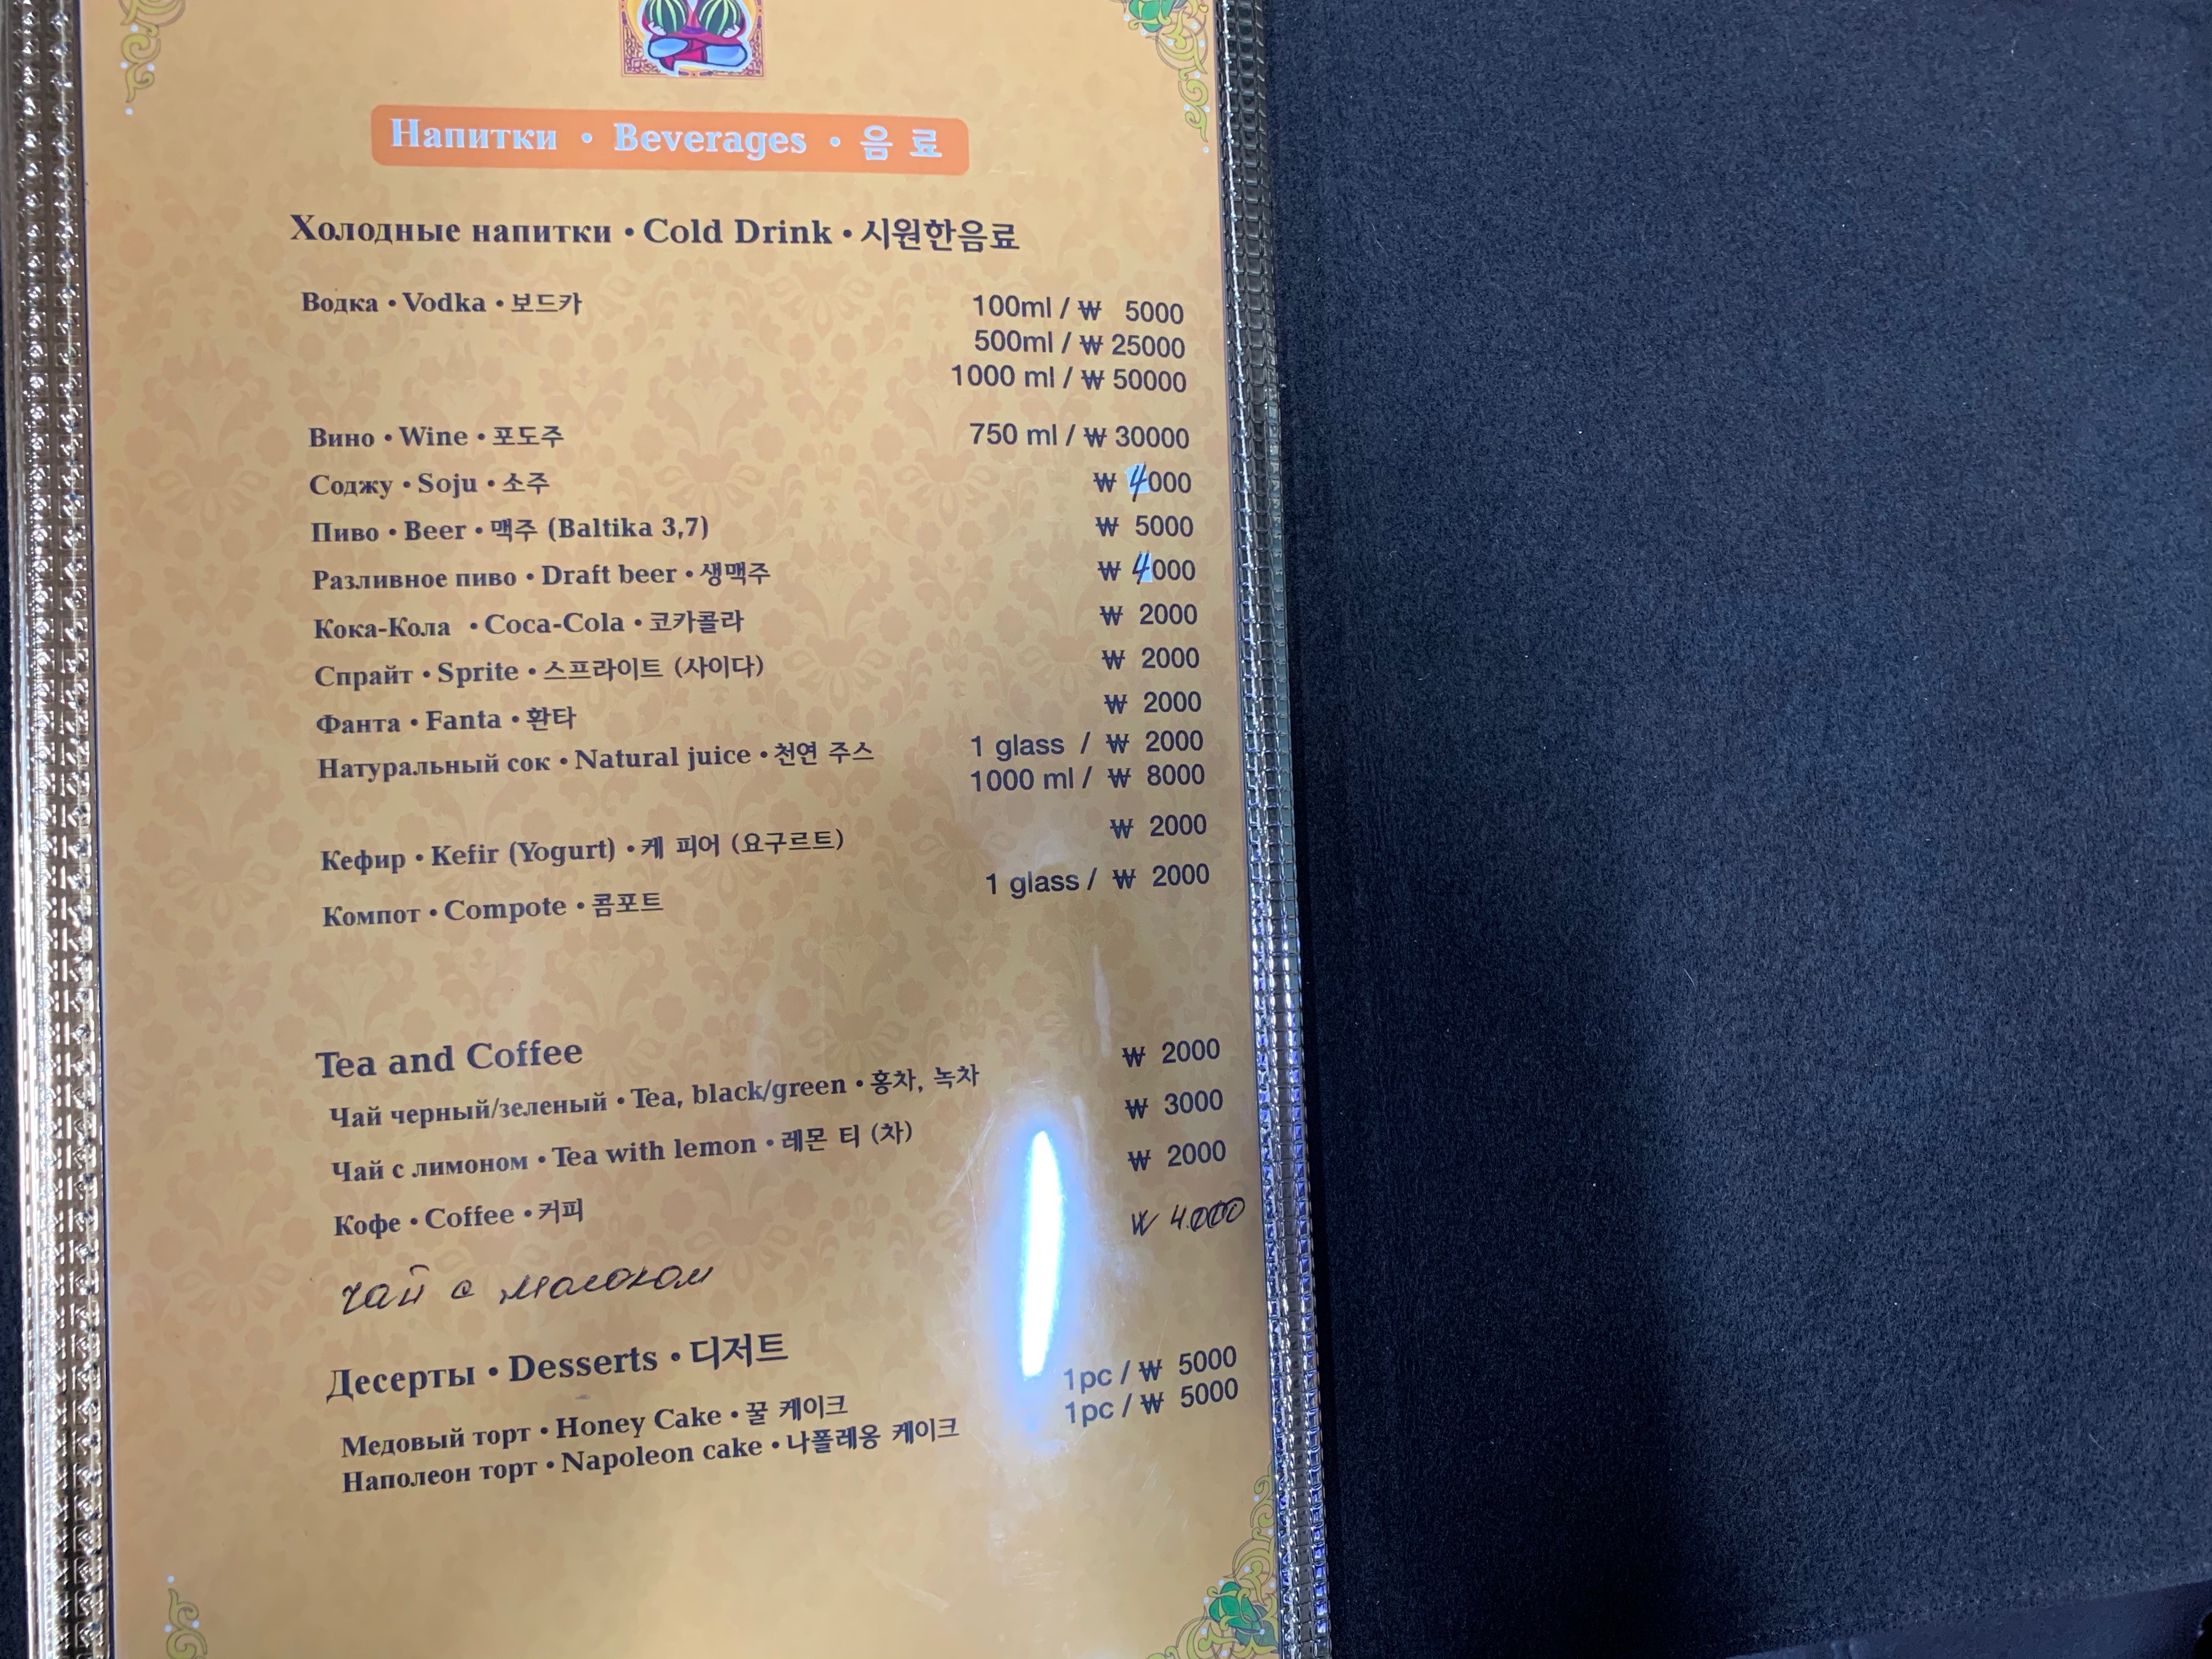 Напитки • Beverages • 음 료
Холодные напитки • Cold Drink • 시원한음료
Водка • Vodka • 보드카 100ml / ₩ 5000
500ml / ₩ 25000
1000 ml / ₩ 50000
Вино • Wine • 포도주 750 ml / ₩ 30000
Соджу • Soju • 소주 ₩ 4000
Пиво • Beer • 맥주 (Baltika 3,7) ₩ 5000
Разливное пиво • Draft beer • 생맥주 ₩ 4000
Кока-Кола • Coca-Cola • 코카콜라 ₩ 2000
Спрайт • Sprite • 스프라이트 (사이다) ₩ 2000
Фанта • Fanta • 환타 ₩ 2000
Натуральный сок • Natural juice • 천연 주스 1 glass / ₩ 2000
1000 ml / ₩ 8000
Кефир • Kefir (Yogurt) • 케 피어 (요구르트) ₩ 2000
Компот • Compote • 콤포트 1 glass / ₩ 2000
Tea and Coffee
Чай черный/зеленый • Tea, black/green • 홍차, 녹차 ₩ 2000
Чай с лимоном • Tea with lemon • 레몬 티 (차) ₩ 3000
Кофе • Coffee • 커피 ₩ 2000
чай с молоком ₩ 4.000
Десерты • Desserts • 디저트
Медовый торт • Honey Cake • 꿀 케이크 1pc / ₩ 5000
Наполеон торт • Napoleon cake • 나폴레옹 케이크 1pc / ₩ 5000